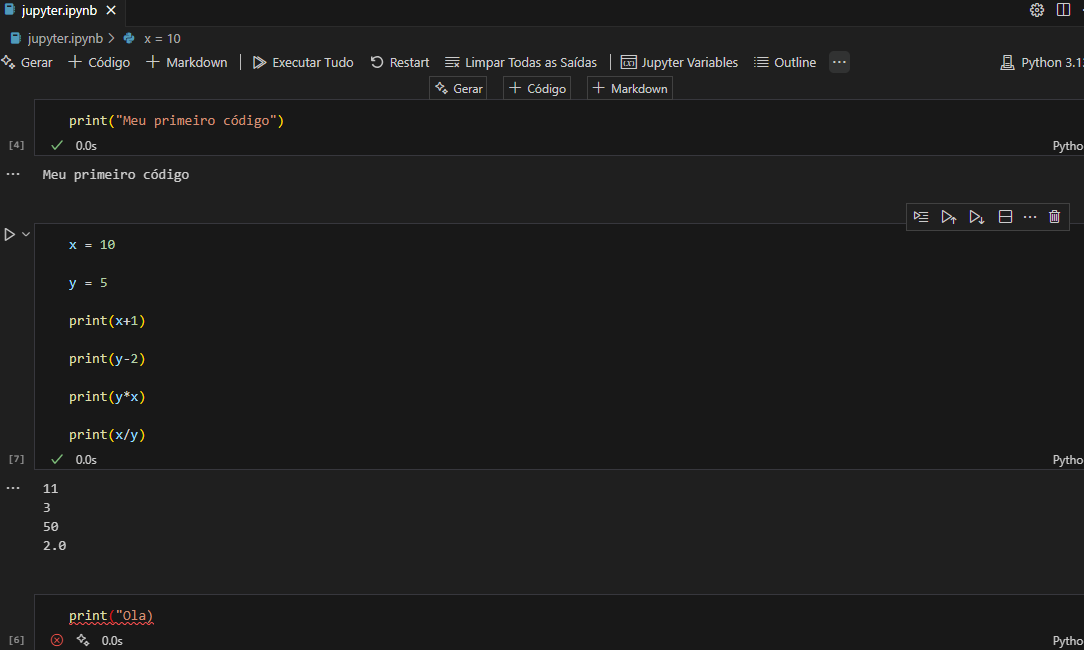 jupyter.ipynb
jupyter.ipynb > x = 10
Gerar + Código + Markdown | Executar Tudo Restart Limpar Todas as Saídas | Jupyter Variables Outline ... Python 3.1
Gerar + Código + Markdown
print("Meu primeiro código")
[4] 0.0s Pytho
... Meu primeiro código
x = 10
y = 5
print(x+1)
print(y-2)
print(y*x)
print(x/y)
[7] 0.0s Pytho
... 11
3
50
2.0
print("Ola)
[6] 0.0s Pytho